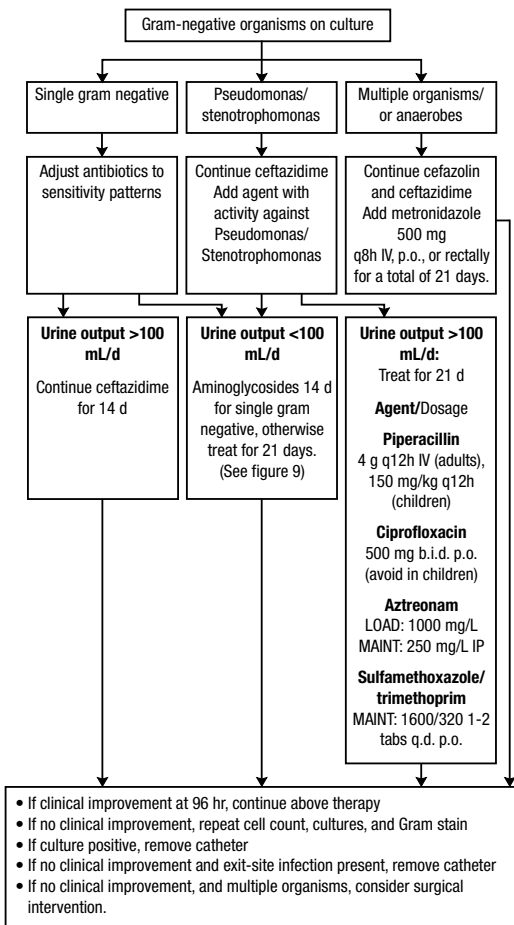 Gram-negative organisms on culture
Single gram negative
Pseudomonas/
stenotrophomonas
Multiple organisms/
or anaerobes
Adjust antibiotics to
sensitivity patterns
Continue ceftazidime
Add agent with
activity against
Pseudomonas/
Stenotrophomonas
Continue cefazolin
and ceftazidime
Add metronidazole
500 mg
q8h IV, p.o., or rectally
for a total of 21 days.
Urine output >100
mL/d
Continue ceftazidime
for 14 d
Urine output <100
mL/d
Aminoglycosides 14 d
for single gram
negative, otherwise
treat for 21 days.
(See figure 9)
Urine output >100
mL/d:
Treat for 21 d
Agent/Dosage
Piperacillin
4 g q12h IV (adults),
150 mg/kg q12h
(children)
Ciprofloxacin
500 mg b.i.d. p.o.
(avoid in children)
Aztreonam
LOAD: 1000 mg/L
MAINT: 250 mg/L IP
Sulfamethoxazole/
trimethoprim
MAINT: 1600/320 1-2
tabs q.d. p.o.
• If clinical improvement at 96 hr, continue above therapy
• If no clinical improvement, repeat cell count, cultures, and Gram stain
• If culture positive, remove catheter
• If no clinical improvement and exit-site infection present, remove catheter
• If no clinical improvement, and multiple organisms, consider surgical
intervention.